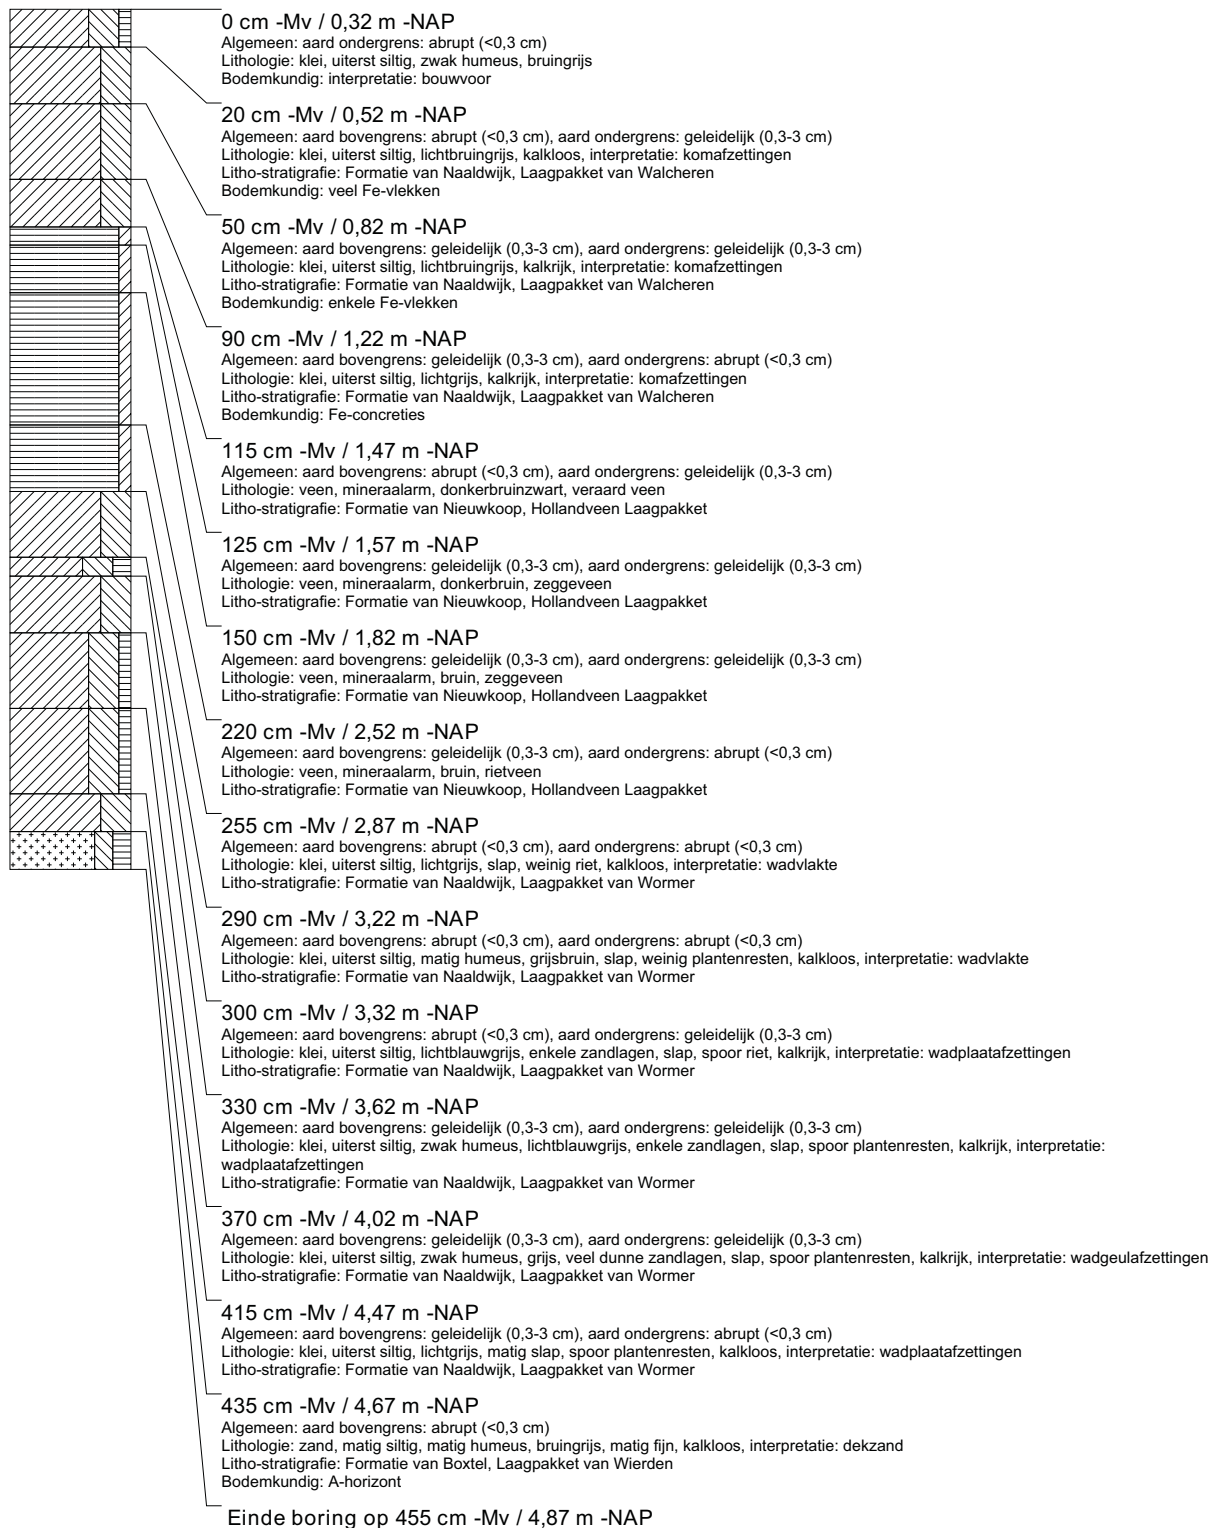 0 cm -Mv / 0,32 m -NAP
Algemeen: aard ondergrens: abrupt (<0,3 cm)
Lithologie: klei, uiterst siltig, zwak humeus, bruingrijs
Bodemkundig: interpretatie: bouwvoor
20 cm -Mv / 0,52 m -NAP
Algemeen: aard bovengrens: abrupt (<0,3 cm), aard ondergrens: geleidelijk (0,3-3 cm)
Lithologie: klei, uiterst siltig, lichtbruingrijs, kalkloos, interpretatie: komafzettingen
Litho-stratigrafie: Formatie van Naaldwijk, Laagpakket van Walcheren
Bodemkundig: veel Fe-vlekken
50 cm -Mv / 0,82 m -NAP
Algemeen: aard bovengrens: geleidelijk (0,3-3 cm), aard ondergrens: geleidelijk (0,3-3 cm)
Lithologie: klei, uiterst siltig, lichtbruingrijs, kalkrijk, interpretatie: komafzettingen
Litho-stratigrafie: Formatie van Naaldwijk, Laagpakket van Walcheren
Bodemkundig: enkele Fe-vlekken
90 cm -Mv / 1,22 m -NAP
Algemeen: aard bovengrens: geleidelijk (0,3-3 cm), aard ondergrens: abrupt (<0,3 cm)
Lithologie: klei, uiterst siltig, lichtgrijs, kalkrijk, interpretatie: komafzettingen
Litho-stratigrafie: Formatie van Naaldwijk, Laagpakket van Walcheren
Bodemkundig: Fe-concreties
115 cm -Mv / 1,47 m -NAP
Algemeen: aard bovengrens: abrupt (<0,3 cm), aard ondergrens: geleidelijk (0,3-3 cm)
Lithologie: veen, mineraalarm, donkerbruinzwart, veraard veen
Litho-stratigrafie: Formatie van Nieuwkoop, Hollandveen Laagpakket
125 cm -Mv / 1,57 m -NAP
Algemeen: aard bovengrens: geleidelijk (0,3-3 cm), aard ondergrens: geleidelijk (0,3-3 cm)
Lithologie: veen, mineraalarm, donkerbruin, zeggeveen
Litho-stratigrafie: Formatie van Nieuwkoop, Hollandveen Laagpakket
150 cm -Mv / 1,82 m -NAP
Algemeen: aard bovengrens: geleidelijk (0,3-3 cm), aard ondergrens: geleidelijk (0,3-3 cm)
Lithologie: veen, mineraalarm, bruin, zeggeveen
Litho-stratigrafie: Formatie van Nieuwkoop, Hollandveen Laagpakket
220 cm -Mv / 2,52 m -NAP
Algemeen: aard bovengrens: geleidelijk (0,3-3 cm), aard ondergrens: abrupt (<0,3 cm)
Lithologie: veen, mineraalarm, bruin, rietveen
Litho-stratigrafie: Formatie van Nieuwkoop, Hollandveen Laagpakket
255 cm -Mv / 2,87 m -NAP
Algemeen: aard bovengrens: abrupt (<0,3 cm), aard ondergrens: abrupt (<0,3 cm)
Lithologie: klei, uiterst siltig, lichtgrijs, slap, weinig riet, kalkloos, interpretatie: wadvlakte
Litho-stratigrafie: Formatie van Naaldwijk, Laagpakket van Wormer
290 cm -Mv / 3,22 m -NAP
Algemeen: aard bovengrens: abrupt (<0,3 cm), aard ondergrens: abrupt (<0,3 cm)
Lithologie: klei, uiterst siltig, matig humeus, grijsbruin, slap, weinig plantenresten, kalkloos, interpretatie: wadvlakte
Litho-stratigrafie: Formatie van Naaldwijk, Laagpakket van Wormer
300 cm -Mv / 3,32 m -NAP
Algemeen: aard bovengrens: abrupt (<0,3 cm), aard ondergrens: geleidelijk (0,3-3 cm)
Lithologie: klei, uiterst siltig, lichtblauwgrijs, enkele zandlagen, slap, spoor riet, kalkrijk, interpretatie: wadplaatafzettingen
Litho-stratigrafie: Formatie van Naaldwijk, Laagpakket van Wormer
330 cm -Mv / 3,62 m -NAP
Algemeen: aard bovengrens: geleidelijk (0,3-3 cm), aard ondergrens: geleidelijk (0,3-3 cm)
Lithologie: klei, uiterst siltig, zwak humeus, lichtblauwgrijs, enkele zandlagen, slap, spoor plantenresten, kalkrijk, interpretatie:
wadplaatafzettingen
Litho-stratigrafie: Formatie van Naaldwijk, Laagpakket van Wormer
370 cm -Mv / 4,02 m -NAP
Algemeen: aard bovengrens: geleidelijk (0,3-3 cm), aard ondergrens: geleidelijk (0,3-3 cm)
Lithologie: klei, uiterst siltig, zwak humeus, grijs, veel dunne zandlagen, slap, spoor plantenresten, kalkrijk, interpretatie: wadgeulafzettingen
Litho-stratigrafie: Formatie van Naaldwijk, Laagpakket van Wormer
415 cm -Mv / 4,47 m -NAP
Algemeen: aard bovengrens: geleidelijk (0,3-3 cm), aard ondergrens: abrupt (<0,3 cm)
Lithologie: klei, uiterst siltig, lichtgrijs, matig slap, spoor plantenresten, kalkloos, interpretatie: wadplaatafzettingen
Litho-stratigrafie: Formatie van Naaldwijk, Laagpakket van Wormer
435 cm -Mv / 4,67 m -NAP
Algemeen: aard bovengrens: abrupt (<0,3 cm)
Lithologie: zand, matig siltig, matig humeus, bruingrijs, matig fijn, kalkloos, interpretatie: dekzand
Litho-stratigrafie: Formatie van Boxtel, Laagpakket van Wierden
Bodemkundig: A-horizont
Einde boring op 455 cm -Mv / 4,87 m -NAP